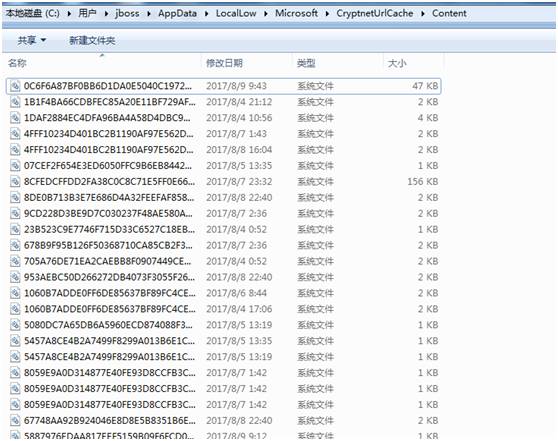 本地磁盘 (C:) ▸ 用户 ▸ jboss ▸ AppData ▸ LocalLow ▸ Microsoft ▸ CryptnetUrlCache ▸ Content
共享 ▼ 新建文件夹
名称 修改日期 类型 大小
0C6F6A87BF0BB6D1DA0E5040C1972... 2017/8/9 9:43 系统文件 47 KB
1B1F4BA66CDBFEC85A20E11BF729AF... 2017/8/4 21:12 系统文件 2 KB
1DAF2884EC4DFA96BA4A58D4DBC9... 2017/8/4 10:56 系统文件 4 KB
4FFF10234D401BC2B1190AF97E562D... 2017/8/7 1:43 系统文件 2 KB
4FFF10234D401BC2B1190AF97E562D... 2017/8/8 16:04 系统文件 2 KB
07CEF2F654E3ED6050FFC9B6EB8442... 2017/8/5 13:35 系统文件 1 KB
8CFEDCFFDD2FA38C0C8C71E5FF0E66... 2017/8/7 23:32 系统文件 156 KB
8DE0B713B3E7E686D4A32FEEFAF858... 2017/8/8 22:40 系统文件 2 KB
9CD228D3BE9D7C030237F48AE580A... 2017/8/7 2:36 系统文件 2 KB
23B523C9E7746F715D33C6527C18EB... 2017/8/4 0:52 系统文件 1 KB
678B9F95B126F50368710CA85CB2F3... 2017/8/7 2:36 系统文件 2 KB
705A76DE71EA2CAEBB8F0907449CE... 2017/8/4 0:52 系统文件 1 KB
953AEBC50D266272DB4073F3055F26... 2017/8/8 22:40 系统文件 2 KB
1060B7ADDE0FF6DE85637BF89FC4CE... 2017/8/6 8:44 系统文件 2 KB
1060B7ADDE0FF6DE85637BF89FC4CE... 2017/8/4 17:06 系统文件 2 KB
5080DC7A65DB6A5960ECD874088F3... 2017/8/5 13:19 系统文件 1 KB
5457A8CE4B2A7499F8299A013B6E1C... 2017/8/5 13:35 系统文件 1 KB
5457A8CE4B2A7499F8299A013B6E1C... 2017/8/5 13:19 系统文件 1 KB
8059E9A0D314877E40FE93D8CCFB3C... 2017/8/7 1:42 系统文件 1 KB
8059E9A0D314877E40FE93D8CCFB3C... 2017/8/7 1:42 系统文件 1 KB
8059E9A0D314877E40FE93D8CCFB3C... 2017/8/7 1:42 系统文件 1 KB
67748AA92B924046E8D8E5B8351B6E... 2017/8/8 22:40 系统文件 2 KB
5887976EDAA817FFF5159B09F6FCD0... 2017/8/9 9:12 系统文件 1 KB